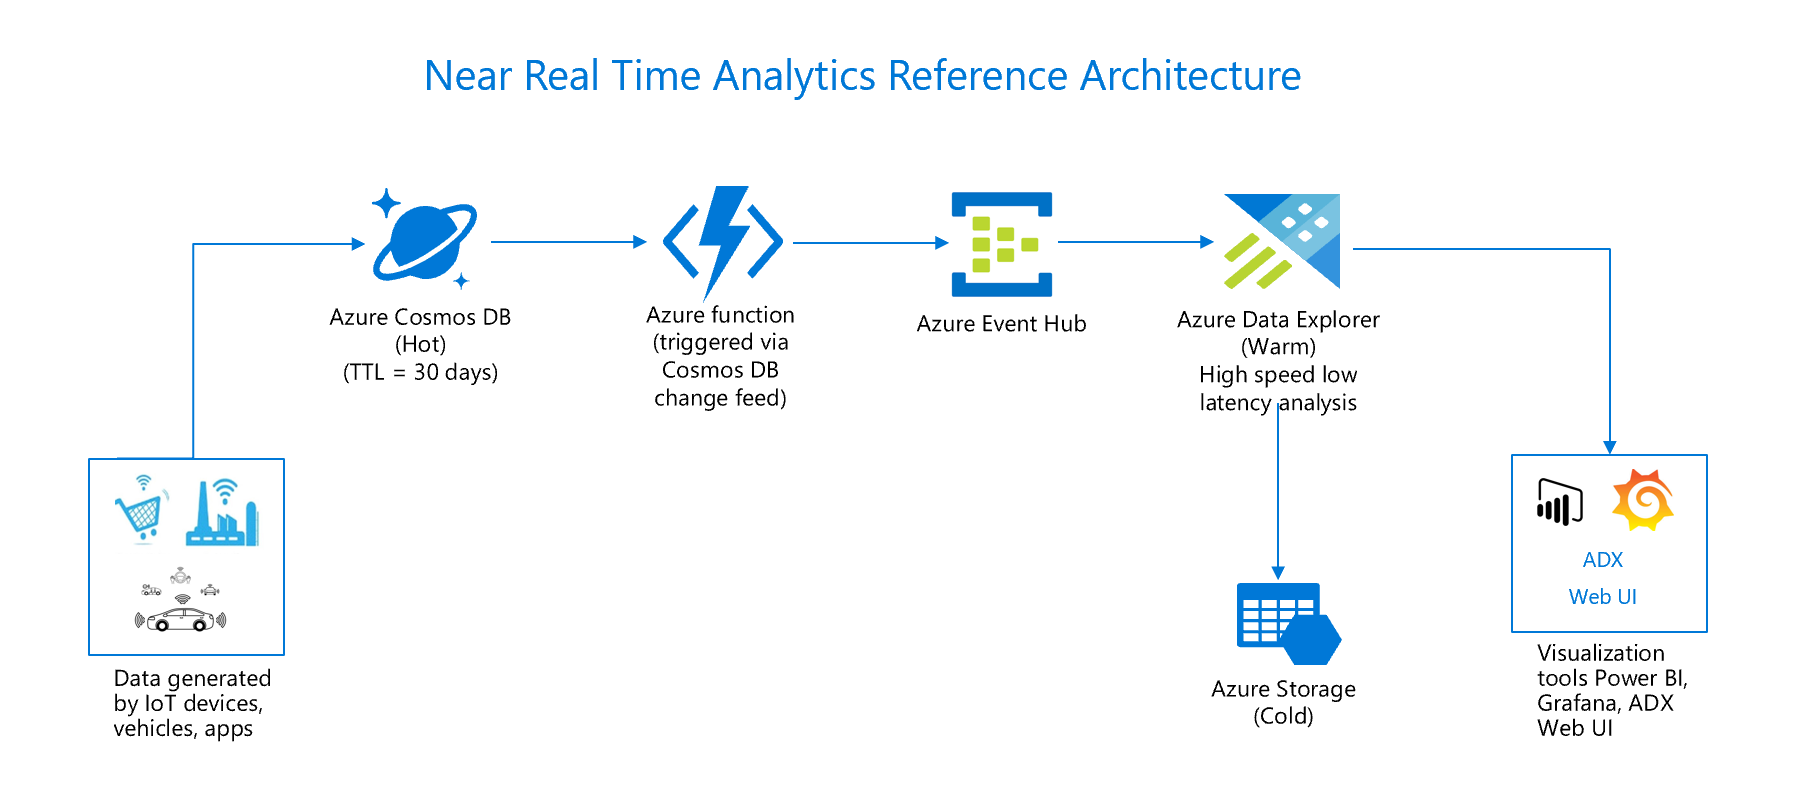 Near Real Time Analytics Reference Architecture
Azure Cosmos DB
(Hot)
(TTL = 30 days)
Azure function
(triggered via
Cosmos DB
change feed)
Azure Event Hub
Azure Data Explorer
(Warm)
High speed low
latency analysis
Data generated
by IoT devices,
vehicles, apps
Azure Storage
(Cold)
ADX
Web UI
Visualization
tools Power BI,
Grafana, ADX
Web UI